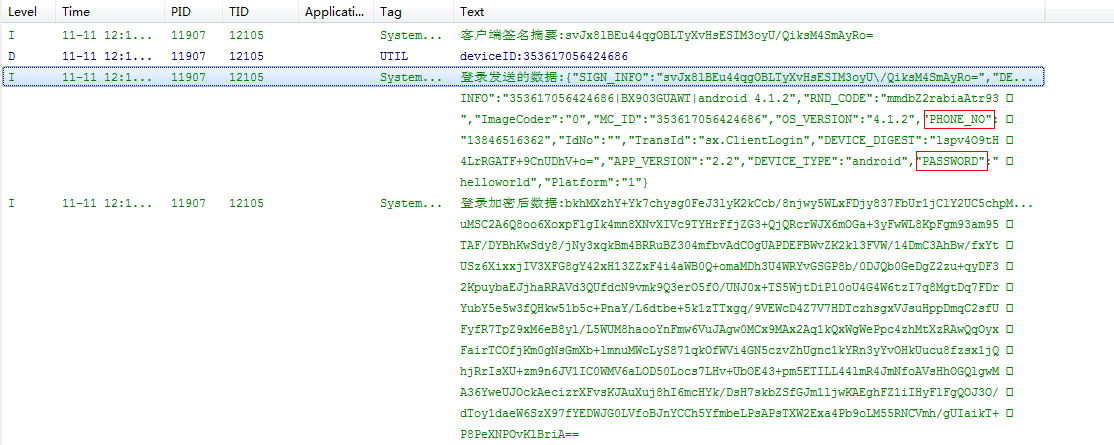 Level Time PID TID Applicati... Tag Text
I 11-11 12:1... 11907 12105 System... 客户端签名摘要:svJx8lBEu44qgOBLTyXvHsESIM3oyU/QiksM4SmAyRo=
D 11-11 12:1... 11907 12105 UTIL deviceID:353617056424686
I 11-11 12:1... 11907 12105 System... 登录发送的数据:{"SIGN_INFO":"svJx8lBEu44qgOBLTyXvHsESIM3oyU\/QiksM4SmAyRo=","DE...
INFO":"353617056424686|BX903GUAWT|android 4.1.2","RND_CODE":"mmdbZ2rabiaAtr93
","ImageCoder":"0","MC_ID":"353617056424686","OS_VERSION":"4.1.2","PHONE_NO":
"13846516362","IdNo":"","TransId":"sx.ClientLogin","DEVICE_DIGEST":"lspv4O9tH
4LrRGATF+9CnUDhV+o=","APP_VERSION":"2.2","DEVICE_TYPE":"android","PASSWORD":"
helloworld","Platform":"1"}
I 11-11 12:1... 11907 12105 System... 登录加密后数据:bkhMXzhY+Yk7chysg0FeJ3lyK2kCcb/8njwy5WLxFDjy837FbUr1jClY2UC5chpM...
uMSC2A6Q8oo6XoxpFlgIk4mn8XNvXIVc9TYHrFfjZG3+QjQRcrWJX6mOGa+3yFwWL8KpFgm93am95
TAF/DYBhKwSdy8/jNy3xqkBm4BRRuBZ304mfbvAdCOgUAPDEFBWvZK2kl3FVW/14DmC3AhBw/fxYt
USz6XixxjIV3XFG8gY42xH13ZZxF4i4aWB0Q+omaMDh3U4WRYvGSGP8b/0DJQb0GeDgZ2zu+qyDF3
2KpuybaEJjhaRRAVd3QUfdcN9vmk9Q3erO5fO/UNJ0x+TS5WjtDiPl0oU4G4W6tzI7q8MgtDq7FDr
YubY5e5w3fQHkw51b5c+PnaY/L6dtbe+5k1zTTxgq/9VEWcD4Z7V7HDTczhsgxVJsuHppDmqC2sfU
FyfR7TpZ9xM6eB8yl/L5WUM8haooYnFmw6VuJAgw0MCx9MAx2Aq1kQxWgWePpc4zhMtXzRAwQqOyx
FairTCOfjKm0gNsGmXb+lmnuMWcLyS871qkOfWVi4GN5czvZhUgnc1kYRn3yYvOHkUucu8fzsx1jQ
hjRrIsXU+zm9n6JV1IC0WMV6aLOD50Locs7LHv+UbOE43+pm5ETILL44lmR4JmNfoAVsHhOGQlgwM
A36YweUJOckAecizrXFvsKJAuXuj8hI6mcHYk/DsH7skbZSfGJm1ljwKAEghFZ1iIHyFlFgQOJ3O/
dToy1daeW6SzX97fYEDWJG0LVfoBJnYCCh5YfmbeLPsAPsTXW2Exa4Pb9oLM55RNCVmh/gUIaikT+
P8PeXNPOvKlBriA==